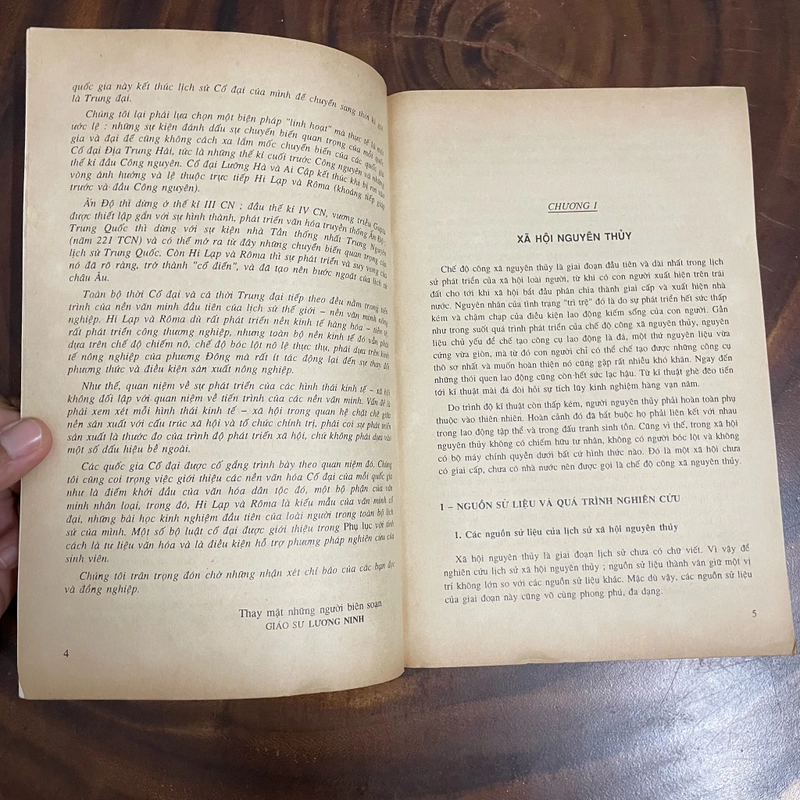 quốc gia này kết thúc lịch sử Cổ đại của mình để chuyển sang thời kì
là Trung đại.
Chúng tôi lại phải lựa chọn một biện pháp "linh hoạt" mà thực tế là một
ước lệ : những sự kiện đánh dấu sự chuyển biến quan trọng của mỗi quốc
gia và đại để cũng không cách xa lắm mốc chuyển biến của các quốc gia
Cổ đại Địa Trung Hải, tức là những thế kỉ cuối trước Công nguyên và những
thế kỉ đầu Công nguyên. Cổ đại Lưỡng Hà và Ai Cập kết thúc khi bị rơi vào
vòng ảnh hưởng và lệ thuộc trực tiếp Hi Lạp và Rôma (khoảng tiếp giáp
trước và đầu Công nguyên).
Ấn Độ thì dừng ở thế kỉ III CN ; đầu thế kỉ IV CN, vương triều Gupta
được thiết lập gắn với sự hình thành, phát triển văn hóa truyền thống Ấn Độ.
Trung Quốc thì dừng với sự kiện nhà Tần thống nhất Trung Nguyên
(năm 221 TCN) và có thể mở ra từ đây những chuyển biến quan trọng của
lịch sử Trung Quốc. Còn Hi Lạp và Rôma thì sự phát triển và suy vong của
nó đã rõ ràng, trở thành "cổ điển", và đã tạo nên bước ngoặt của lịch sử
châu Âu.
Toàn bộ thời Cổ đại và cả thời Trung đại tiếp theo đều nằm trong tiến
trình của nền văn minh đầu tiên của lịch sử thế giới – nền văn minh nông
nghiệp. Hi Lạp và Rôma dù rất phát triển nền kinh tế hàng hóa – tiền tệ
rất phát triển công thương nghiệp, nhưng toàn bộ nền kinh tế đó vẫn phải
dựa trên chế độ chiếm nô, chế độ bóc lột nô lệ thực thụ, phải dựa trên kinh
tế nông nghiệp của phương Đông mà rất ít tác động lại đến sự thay đổi
phương thức và điều kiện sản xuất nông nghiệp.
Như thế, quan niệm về sự phát triển của các hình thái kinh tế – xã hội
không đối lập với quan niệm về tiến trình của các nền văn minh. Vấn đề là
phải xem xét mỗi hình thái kinh tế – xã hội trong quan hệ chặt chẽ giữa
nền sản xuất với cấu trúc xã hội và tổ chức chính trị, phải coi sự phát triển
sản xuất là thước đo của trình độ phát triển xã hội, chứ không phải dựa vào
một số dấu hiệu bề ngoài.
Các quốc gia Cổ đại được cố gắng trình bày theo quan niệm đó. Chúng
tôi cũng coi trọng việc giới thiệu các nền văn hóa Cổ đại của mỗi quốc gia
như là điểm khởi đầu của văn hóa dân tộc đó, một bộ phận của văn
minh nhân loại, trong đó, Hi Lạp và Rôma là kiểu mẫu của văn minh cổ
đại, những bài học kinh nghiệm đầu tiên của loài người trong toàn bộ lịch
sử của mình. Một số bộ luật cổ đại được giới thiệu trong Phụ lục với tính
cách là tư liệu văn hóa và là điều kiện hỗ trợ phương pháp nghiên cứu của
sinh viên.
Chúng tôi trân trọng đón chờ những nhận xét chỉ bảo của các bạn đọc
và đồng nghiệp.
Thay mặt những người biên soạn
GIÁO SƯ LƯƠNG NINH
4
CHƯƠNG I
XÃ HỘI NGUYÊN THỦY
Chế độ công xã nguyên thủy là giai đoạn đầu tiên và dài nhất trong lịch
sử phát triển của xã hội loài người, từ khi có con người xuất hiện trên trái
đất cho tới khi xã hội bắt đầu phân chia thành giai cấp và xuất hiện nhà
nước. Nguyên nhân của tình trạng "trì trệ" đó là do sự phát triển hết sức thấp
kém và chậm chạp của điều kiện lao động kiếm sống của con người. Gần
như trong suốt quá trình phát triển của chế độ công xã nguyên thủy, nguyên
liệu chủ yếu để chế tạo công cụ lao động là đá, một thứ nguyên liệu vừa
cứng vừa giòn, mà từ đó con người chỉ có thể chế tạo được những công cụ
thô sơ nhất và muốn hoàn thiện nó cũng gặp rất nhiều khó khăn. Ngay đến
những thói quen lao động cũng còn hết sức lạc hậu. Từ kĩ thuật ghè đẽo tiến
tới kĩ thuật mài đá đòi hỏi sự tích lũy kinh nghiệm hàng vạn năm.
Do trình độ kĩ thuật còn thấp kém, người nguyên thủy phải hoàn toàn phụ
thuộc vào thiên nhiên. Hoàn cảnh đó đã bắt buộc họ phải liên kết với nhau
trong lao động tập thể và trong đấu tranh sinh tồn. Cũng vì thế, trong xã hội
nguyên thủy không có chiếm hữu tư nhân, không có người bóc lột và không
có bộ máy chính quyền dưới bất cứ hình thức nào. Đó là một xã hội chưa
có giai cấp, chưa có nhà nước nên được gọi là chế độ công xã nguyên thủy.
I – NGUỒN SỬ LIỆU VÀ QUÁ TRÌNH NGHIÊN CỨU
1. Các nguồn sử liệu của lịch sử xã hội nguyên thủy
Xã hội nguyên thủy là giai đoạn lịch sử chưa có chữ viết. Vì vậy để
nghiên cứu lịch sử xã hội nguyên thủy ; nguồn sử liệu thành văn giữ một vị
trí không lớn so với các nguồn sử liệu khác. Mặc dù vậy, các nguồn sử liệu
của giai đoạn này cũng vô cùng phong phú, đa dạng.
5